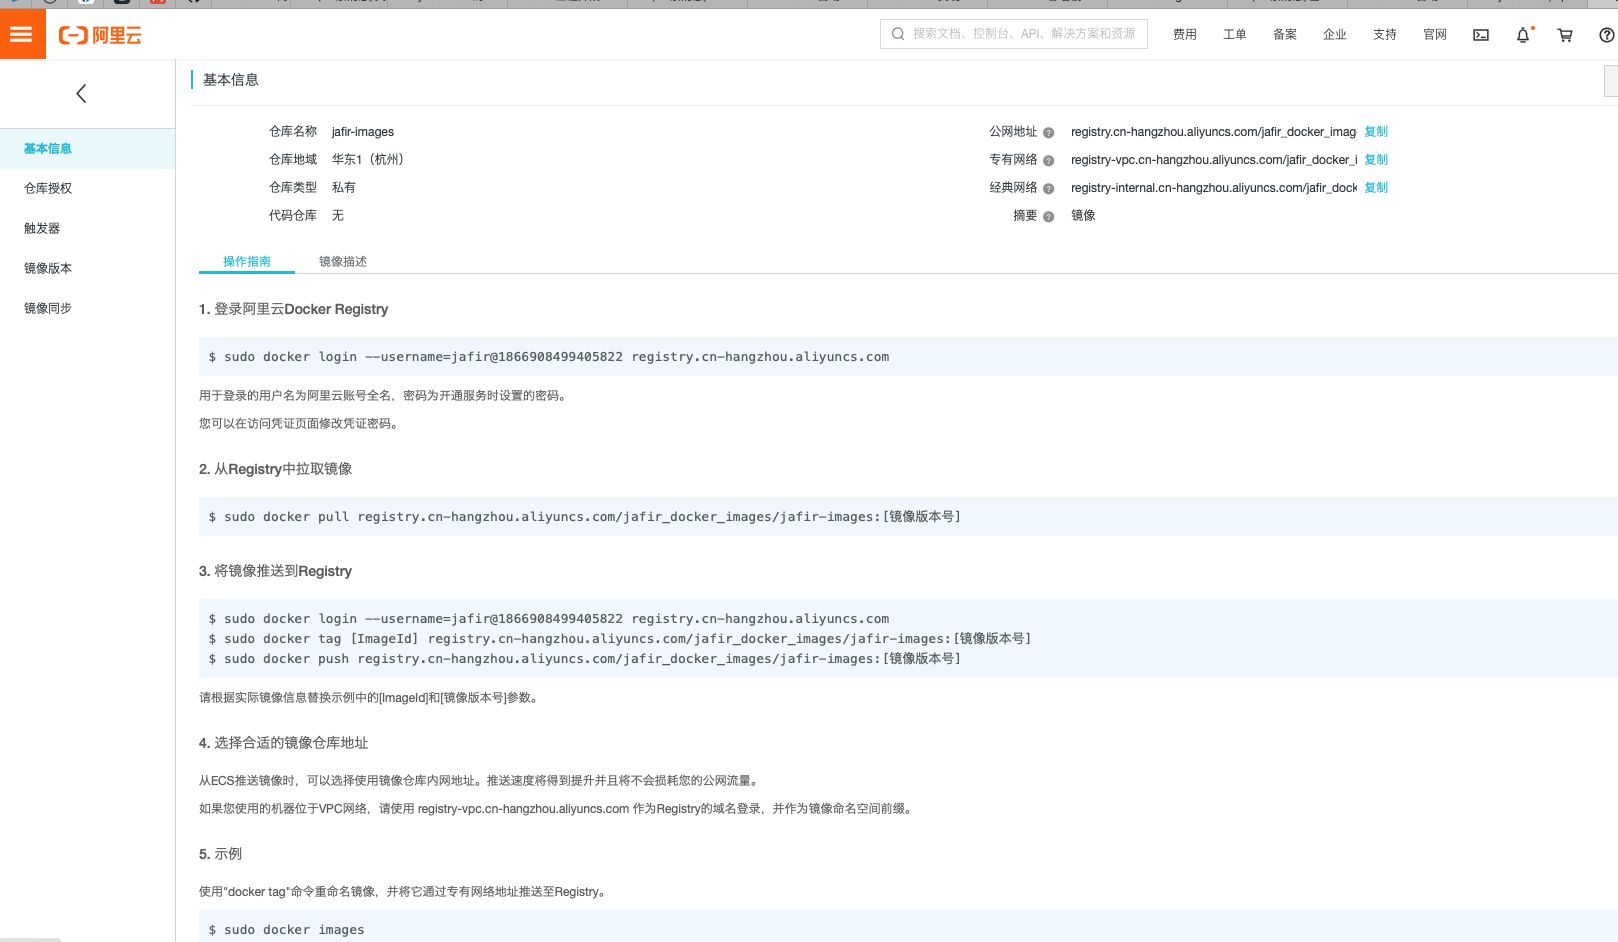 阿里云
搜索文档、控制台、API、解决方案和资源
费用
工单
备案
企业
支持
官网
基本信息
仓库授权
触发器
镜像版本
镜像同步
基本信息
仓库名称 jafir-images
仓库地域 华东1（杭州）
仓库类型 私有
代码仓库 无
公网地址 registry.cn-hangzhou.aliyuncs.com/jafir_docker_imag 复制
专有网络 registry-vpc.cn-hangzhou.aliyuncs.com/jafir_docker_i 复制
经典网络 registry-internal.cn-hangzhou.aliyuncs.com/jafir_dock 复制
摘要 镜像
操作指南 镜像描述
1. 登录阿里云Docker Registry
$ sudo docker login --username=jafir@1866908499405822 registry.cn-hangzhou.aliyuncs.com
用于登录的用户名为阿里云账号全名，密码为开通服务时设置的密码。
您可以在访问凭证页面修改凭证密码。
2. 从Registry中拉取镜像
$ sudo docker pull registry.cn-hangzhou.aliyuncs.com/jafir_docker_images/jafir-images:[镜像版本号]
3. 将镜像推送到Registry
$ sudo docker login --username=jafir@1866908499405822 registry.cn-hangzhou.aliyuncs.com
$ sudo docker tag [ImageId] registry.cn-hangzhou.aliyuncs.com/jafir_docker_images/jafir-images:[镜像版本号]
$ sudo docker push registry.cn-hangzhou.aliyuncs.com/jafir_docker_images/jafir-images:[镜像版本号]
请根据实际镜像信息替换示例中的[ImageId]和[镜像版本号]参数。
4. 选择合适的镜像仓库地址
从ECS推送镜像时，可以选择使用镜像仓库内网地址。推送速度将得到提升并且将不会损耗您的公网流量。
如果您使用的机器位于VPC网络，请使用 registry-vpc.cn-hangzhou.aliyuncs.com 作为Registry的域名登录，并作为镜像命名空间前缀。
5. 示例
使用"docker tag"命令重命名镜像，并将它通过专有网络地址推送至Registry。
$ sudo docker images